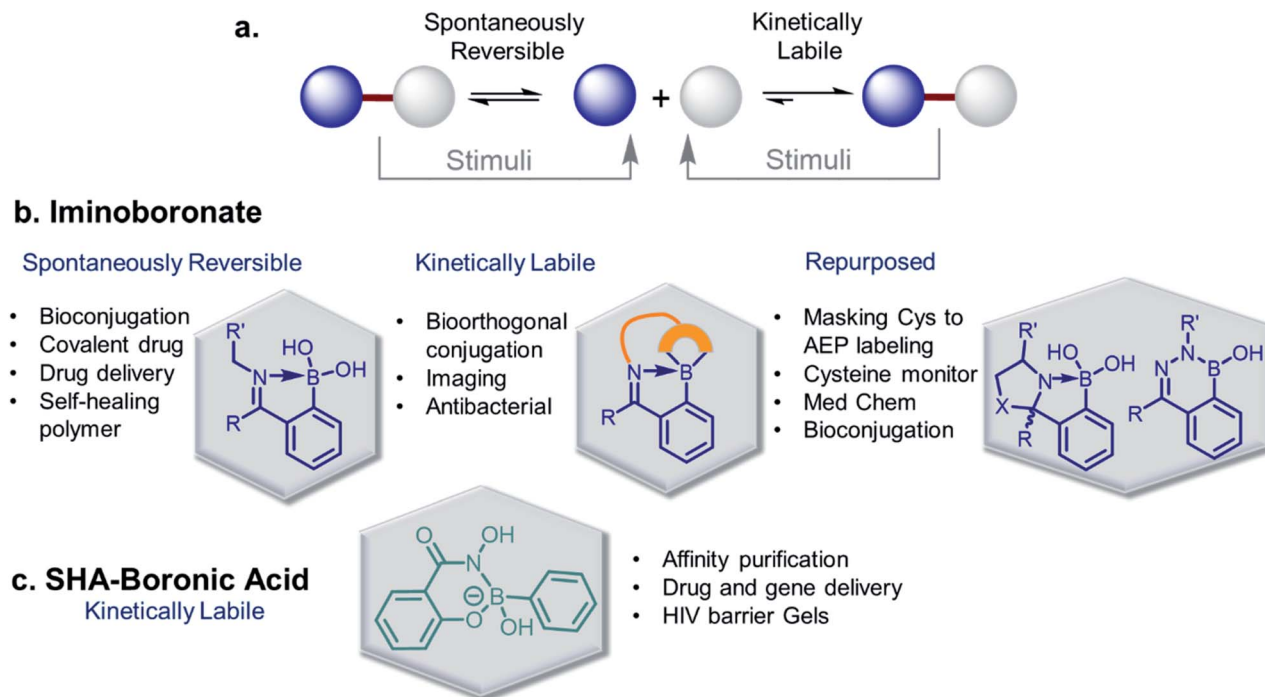 a.
Spontaneously
Reversible
Kinetically
Labile
+
Stimuli
Stimuli
b. Iminoboronate
Spontaneously Reversible
• Bioconjugation
• Covalent drug
• Drug delivery
• Self-healing
polymer
R'
HO
N
B
OH
R
Kinetically Labile
• Bioorthogonal
conjugation
• Imaging
• Antibacterial
N
B
R
Repurposed
• Masking Cys to
AEP labeling
• Cysteine monitor
• Med Chem
• Bioconjugation
R'
HO
OH
N
B
X
R
R'
N
OH
N
B
R
c. SHA-Boronic Acid
Kinetically Labile
O
OH
N
⊖
B
O
OH
• Affinity purification
• Drug and gene delivery
• HIV barrier Gels